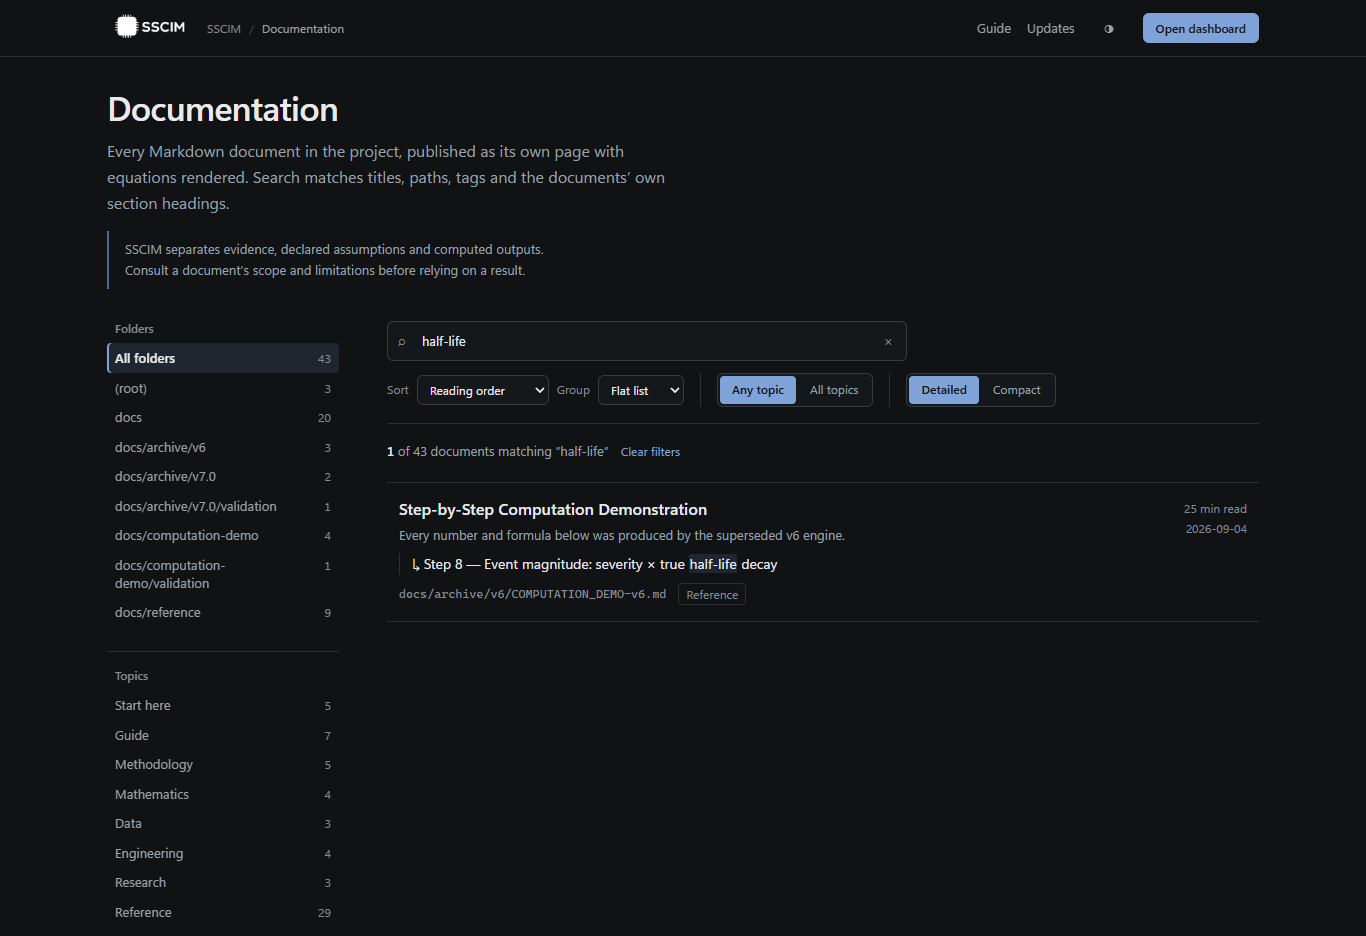 SSCIM
SSCIM / Documentation
Guide
Updates
Open dashboard
Documentation
Every Markdown document in the project, published as its own page with
equations rendered. Search matches titles, paths, tags and the documents’ own
section headings.
SSCIM separates evidence, declared assumptions and computed outputs.
Consult a document’s scope and limitations before relying on a result.
Folders
All folders 43
(root) 3
docs 20
docs/archive/v6 3
docs/archive/v7.0 2
docs/archive/v7.0/validation 1
docs/computation-demo 4
docs/computation-
demo/validation 1
docs/reference 9
Topics
Start here 5
Guide 7
Methodology 5
Mathematics 4
Data 3
Engineering 4
Research 3
Reference 29
half-life ×
Sort Reading order Group Flat list Any topic All topics Detailed Compact
1 of 43 documents matching “half-life” Clear filters
Step-by-Step Computation Demonstration
25 min read
Every number and formula below was produced by the superseded v6 engine.
2026-09-04
↳ Step 8 — Event magnitude: severity × true half-life decay
docs/archive/v6/COMPUTATION_DEMO-v6.md Reference